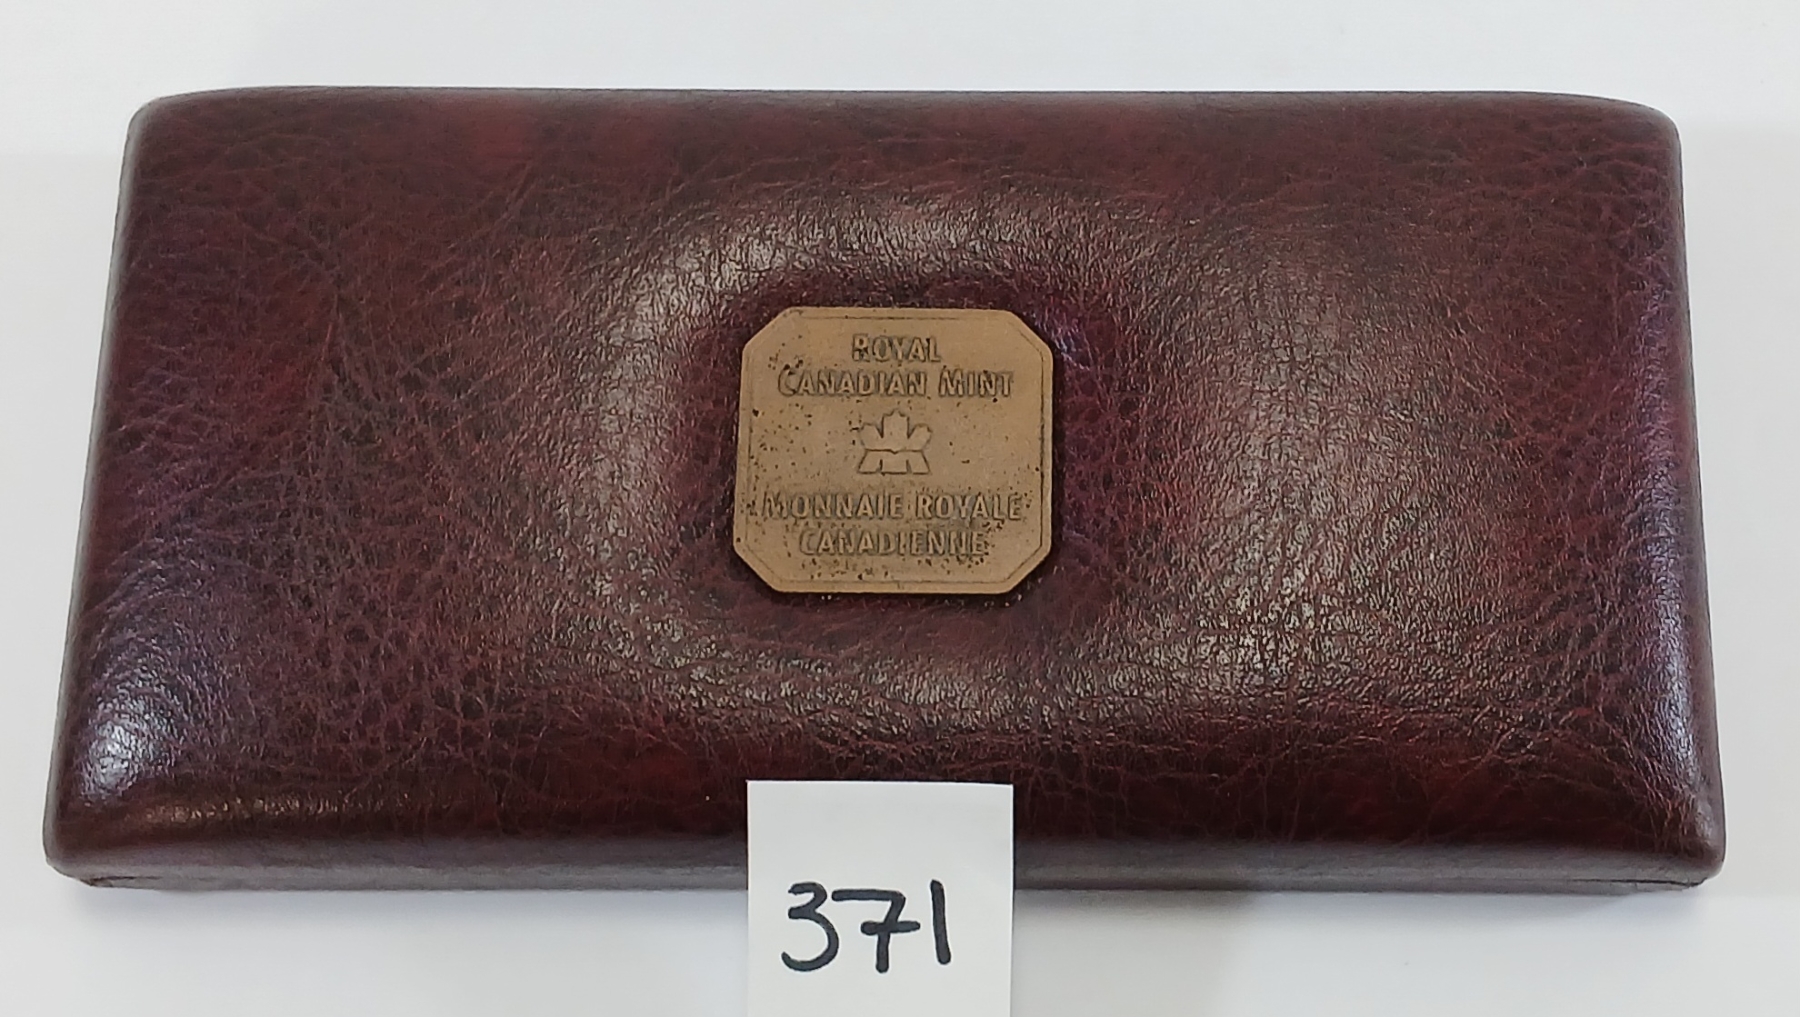 ROYAL
CANADIAN MINT
MONNAIE ROYALE
CANADIENNE
371